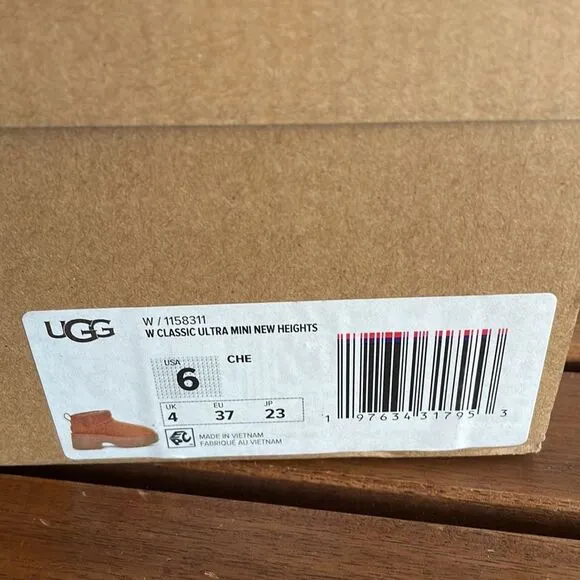 UGG
W / 1158311
W CLASSIC ULTRA MINI NEW HEIGHTS
USA
6
CHE
UK EU JP
4 37 23
MADE IN VIETNAM
FABRIQUÉ AU VIETNAM
1 97634 31795 3